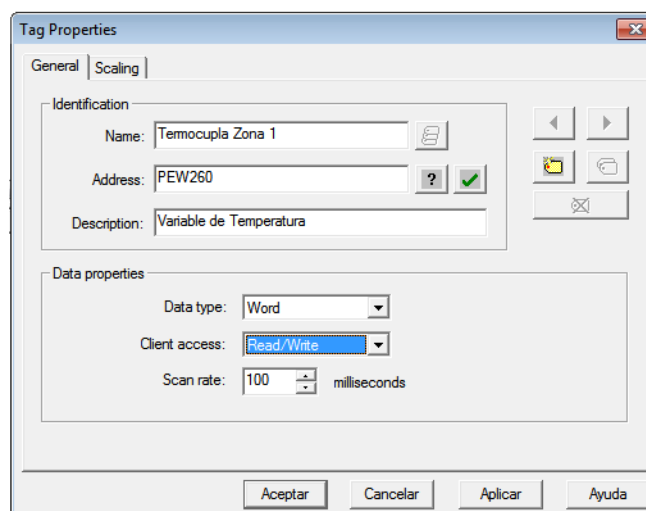 Tag Properties
General Scaling
Identification
Name: Termocupla Zona 1
Address: PEW260 ?
Description: Variable de Temperatura
Data properties
Data type: Word
Client access: Read/Write
Scan rate: 100 milliseconds
Aceptar Cancelar Aplicar Ayuda